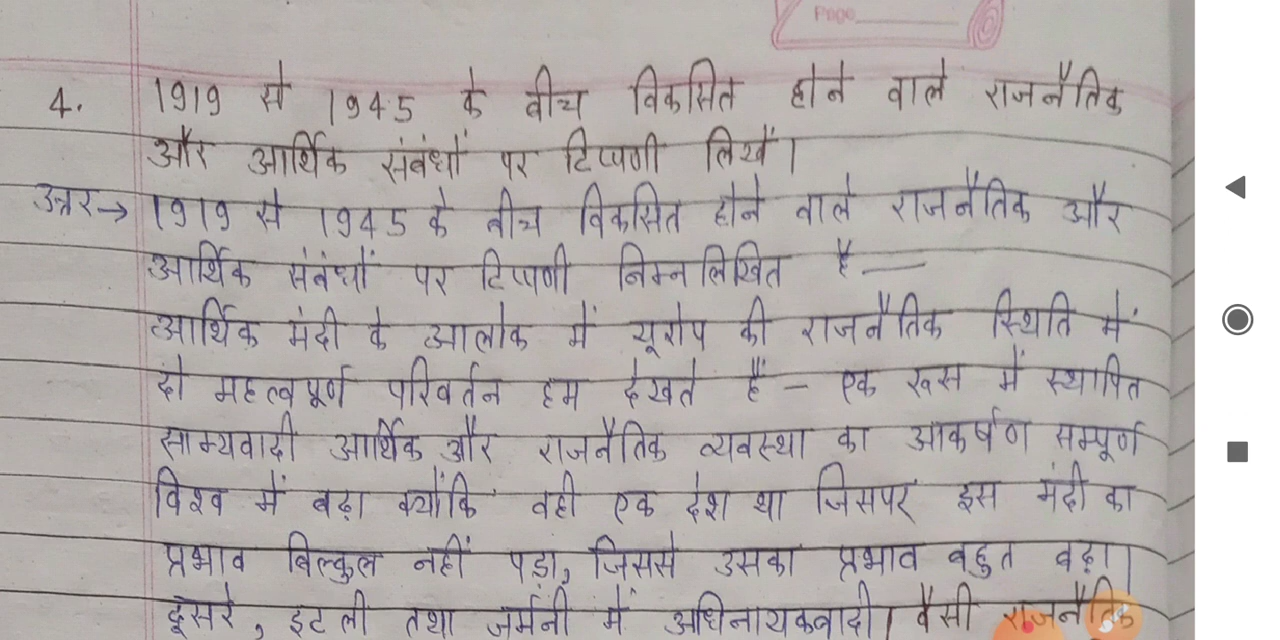 Page
4. 1919 से 1945 के बीच विकसित होने वाले राजनैतिक
और आर्थिक संबंधों पर टिप्पणी लिखें।
उत्तर→ 1919 से 1945 के बीच विकसित होने वाले राजनैतिक और
आर्थिक संबंधों पर टिप्पणी निम्नलिखित है —
आर्थिक मंदी के आलोक में यूरोप की राजनैतिक स्थिति में
दो महत्वपूर्ण परिवर्तन हम देखते हैं – एक रूस में स्थापित
साम्यवादी आर्थिक और राजनैतिक व्यवस्था का आकर्षण सम्पूर्ण
विश्व में बढ़ा क्योंकि वही एक देश था जिसपर इस मंदी का
प्रभाव बिल्कुल नहीं पड़ा, जिससे उसका प्रभाव बहुत बढ़ा।
दूसरे, इटली तथा जर्मनी में अधिनायकवादी। वैसी राजनैतिक